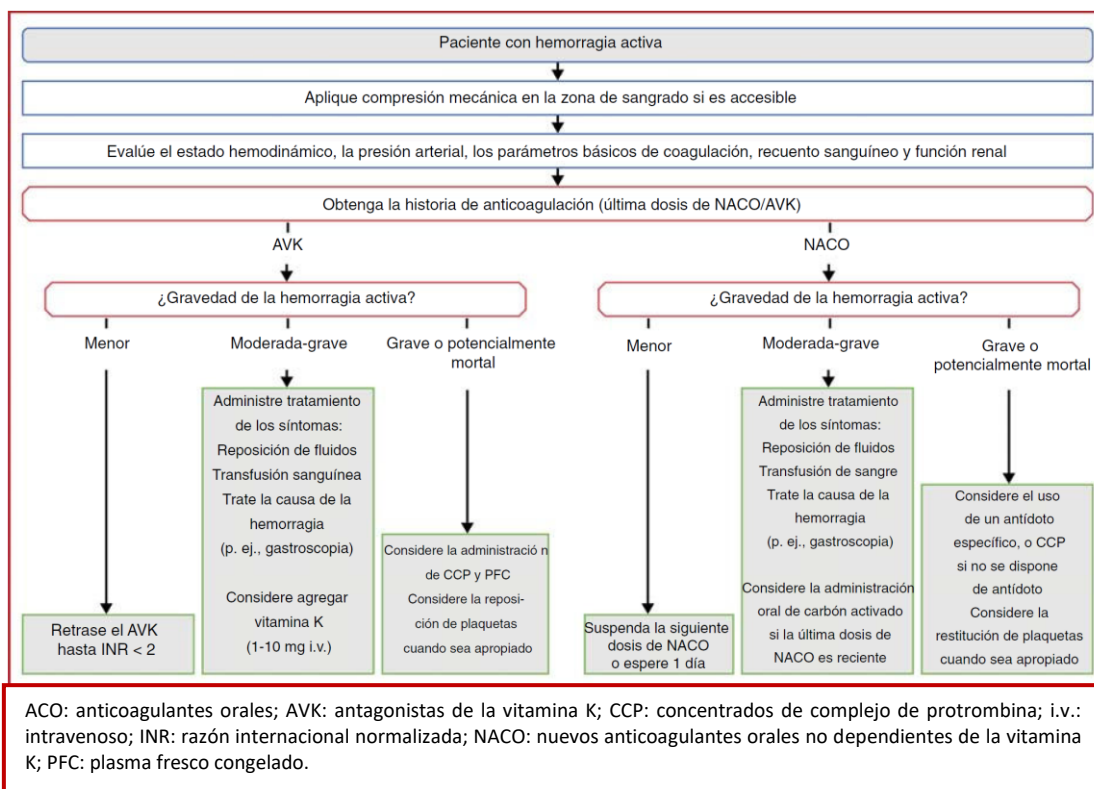 Paciente con hemorragia activa
Aplique compresión mecánica en la zona de sangrado si es accesible
Evalúe el estado hemodinámico, la presión arterial, los parámetros básicos de coagulación, recuento sanguíneo y función renal
Obtenga la historia de anticoagulación (última dosis de NACO/AVK)
AVK
¿Gravedad de la hemorragia activa?
Menor
Moderada-grave
Grave o potencialmente
mortal
Retrase el AVK
hasta INR < 2
Administre tratamiento
de los síntomas:
Reposición de fluidos
Transfusión sanguínea
Trate la causa de la
hemorragia
(p. ej., gastroscopia)
Considere agregar
vitamina K
(1-10 mg i.v.)
Considere la administració n
de CCP y PFC
Considere la reposi-
ción de plaquetas
cuando sea apropiado
NACO
¿Gravedad de la hemorragia activa?
Menor
Moderada-grave
Grave o
potencialmente mortal
Suspenda la siguiente
dosis de NACO
o espere 1 día
Administre tratamiento
de los síntomas:
Reposición de fluidos
Transfusión de sangre
Trate la causa de la
hemorragia
(p. ej., gastroscopia)
Considere la administración
oral de carbón activado
si la última dosis de
NACO es reciente
Considere el uso
de un antídoto
específico, o CCP
si no se dispone
de antídoto
Considere la
restitución de plaquetas
cuando sea apropiado
ACO: anticoagulantes orales; AVK: antagonistas de la vitamina K; CCP: concentrados de complejo de protrombina; i.v.:
intravenoso; INR: razón internacional normalizada; NACO: nuevos anticoagulantes orales no dependientes de la vitamina
K; PFC: plasma fresco congelado.